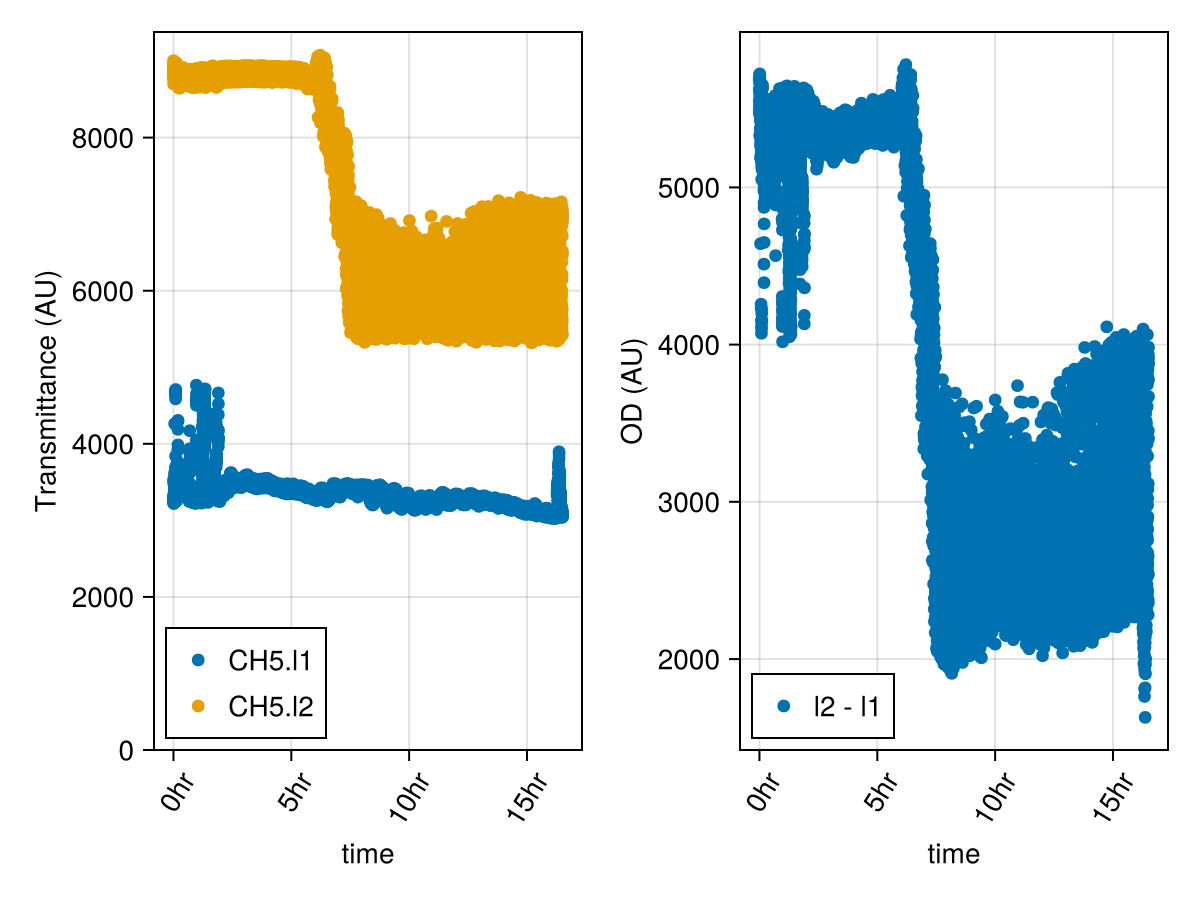 Transmittance (AU)
8000
6000
4000
2000
0
CH5.I1
CH5.I2
0hr
5hr
10hr
15hr
time
OD (AU)
5000
4000
3000
2000
I2 - I1
0hr
5hr
10hr
15hr
time